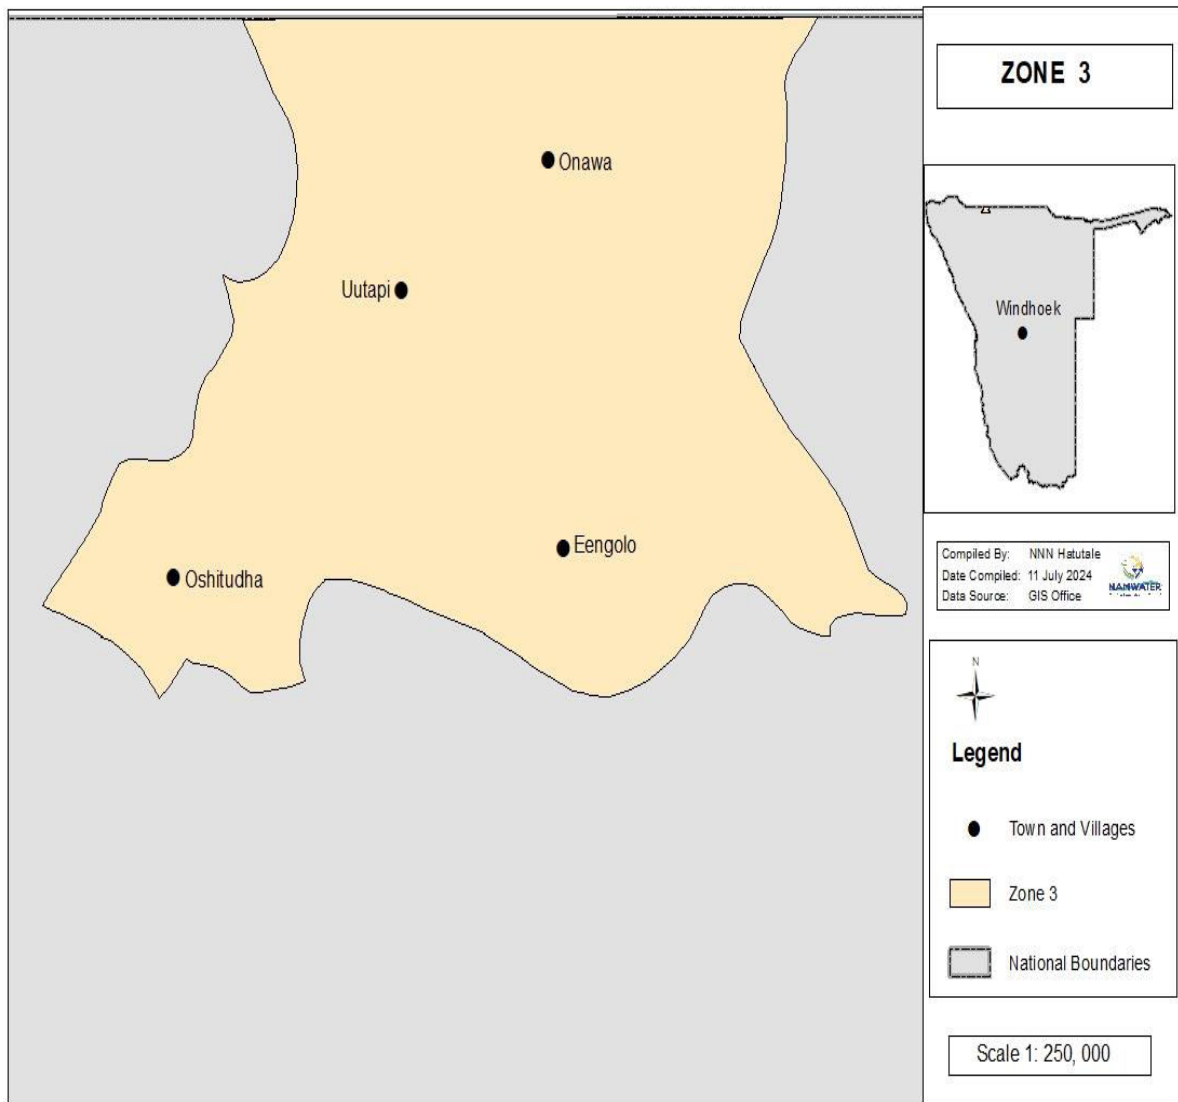 ZONE 3
Onawa
Uutapi
Windhoek
Eengolo
Oshitudha
Compiled By: NNN Hatutale
Date Compiled: 11 July 2024
Data Source: GIS Office
NAMWATER
N
Legend
Town and Villages
Zone 3
National Boundaries
Scale 1: 250, 000